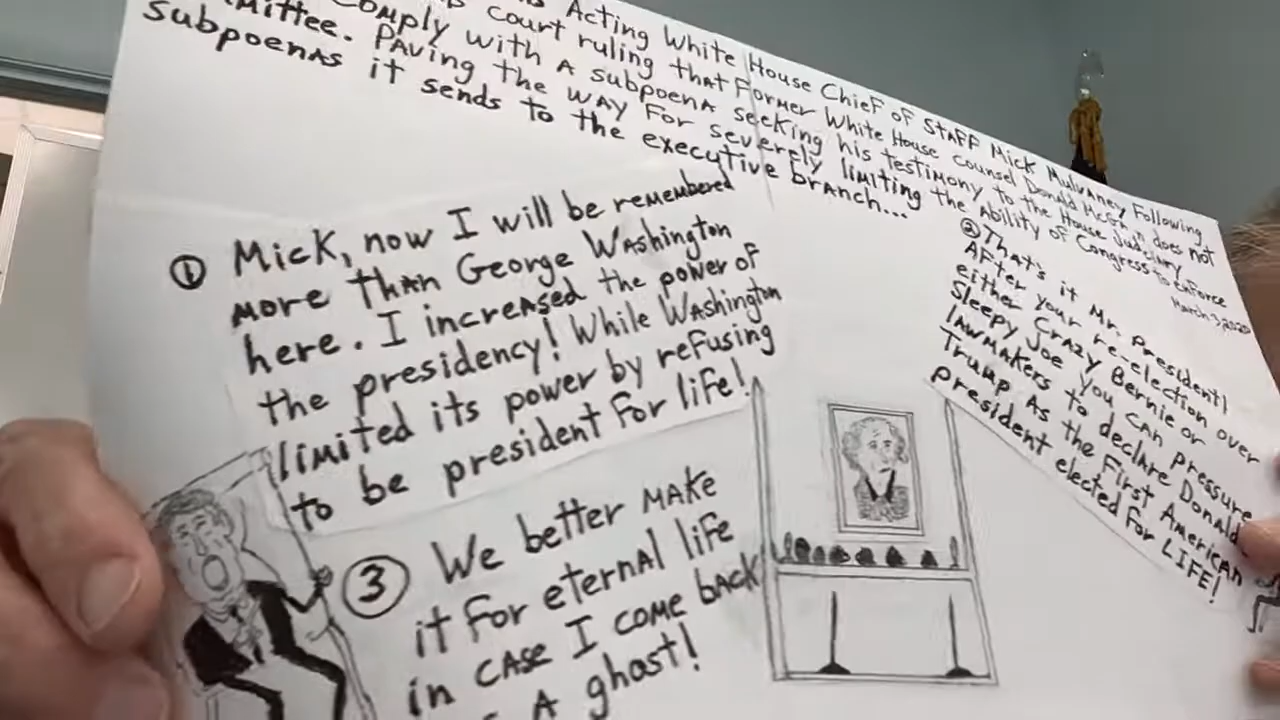 Acting White House Chief of Staff Mick Mulvaney Following
Court ruling that Former White House Counsel Donald McGahn does not
comply with a subpoena seeking his testimony to the House Judiciary
mittee. Paving the way for severely limiting the ability of Congress to enforce
subpoenas it sends to the executive branch...
March 3, 2020
① Mick, now I will be remembered
more than George Washington
here. I increased the power of
the presidency! While Washington
limited its power by refusing
to be president for life!
② That's it Mr. President!
After your re-election over
either Crazy Bernie or
Sleepy Joe you can pressure
lawmakers to declare Donald
Trump as the First American
president elected for LIFE!
③ We better make
it for eternal life
in case I come back
A ghost!